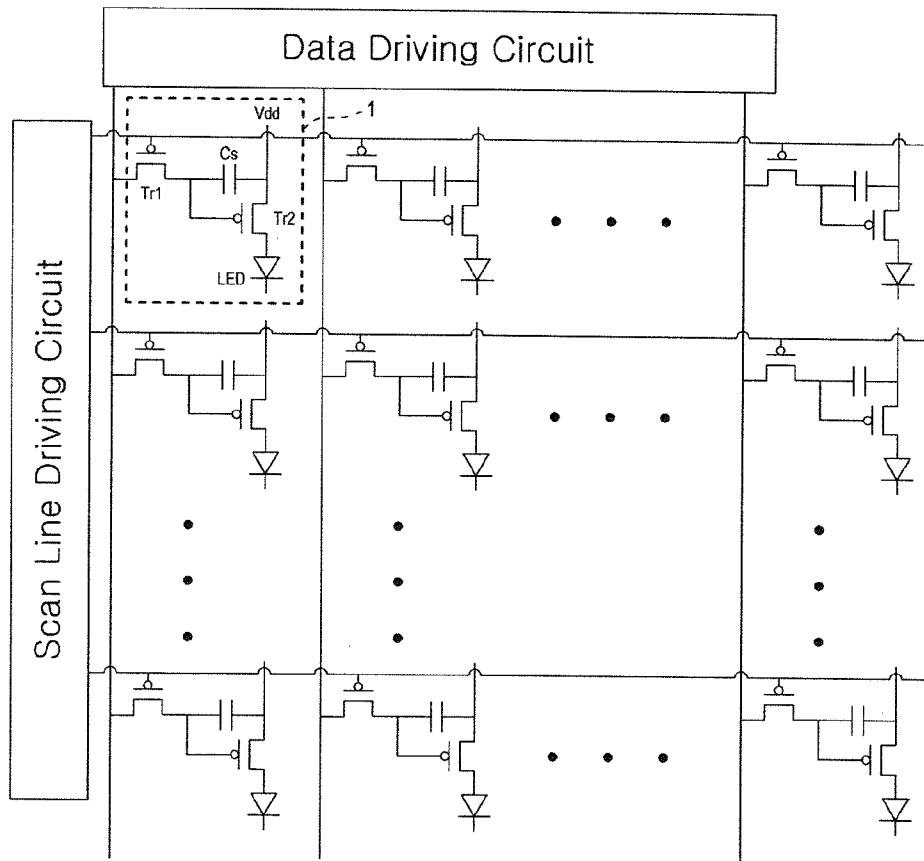 Data Driving Circuit
Scan Line Driving Circuit
Vdd
1
Cs
Tr1
Tr2
LED